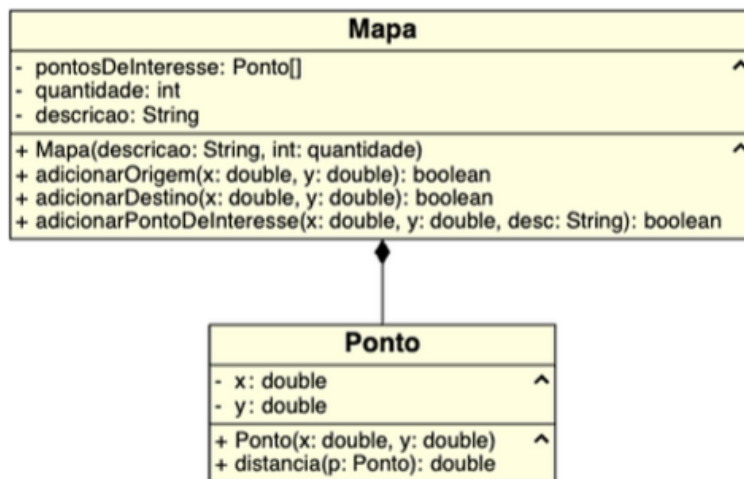 Mapa
- pontosDeInteresse: Ponto[]
- quantidade: int
- descricao: String
+ Mapa(descricao: String, int: quantidade)
+ adicionarOrigem(x: double, y: double): boolean
+ adicionarDestino(x: double, y: double): boolean
+ adicionarPontoDeInteresse(x: double, y: double, desc: String): boolean
Ponto
- x: double
- y: double
+ Ponto(x: double, y: double)
+ distancia(p: Ponto): double